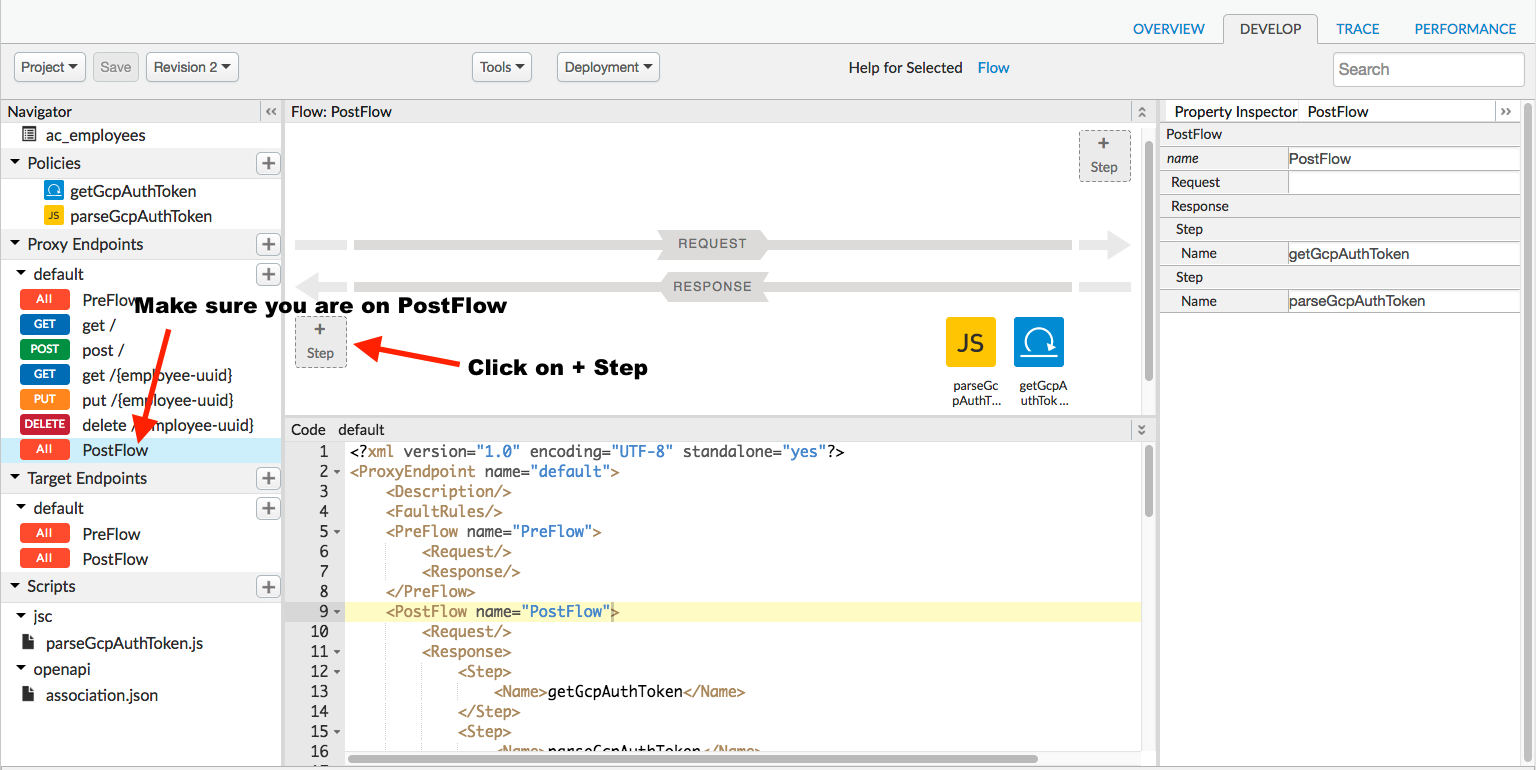 OVERVIEW DEVELOP TRACE PERFORMANCE
Project Save Revision 2 Tools Deployment Help for Selected Flow Search
Navigator
ac_employees
Policies
getGcpAuthToken
JS parseGcpAuthToken
Proxy Endpoints
default
All PreFlow
GET get /
POST post /
GET get /{employee-uuid}
PUT put /{employee-uuid}
DELETE delete / employee-uuid}
All PostFlow
Target Endpoints
default
All PreFlow
All PostFlow
Scripts
jsc
parseGcpAuthToken.js
openapi
association.json
Flow: PostFlow
+
Step
REQUEST
RESPONSE
Make sure you are on PostFlow
+
Step
Click on + Step
JS
parseGc
pAuthT...
getGcpA
uthTok ...
Code default
1 <?xml version="1.0" encoding="UTF-8" standalone="yes"?>
2 <ProxyEndpoint name="default">
3 <Description/>
4 <FaultRules/>
5 <PreFlow name="PreFlow">
6 <Request/>
7 <Response/>
8 </PreFlow>
9 <PostFlow name="PostFlow">
10 <Request/>
11 <Response>
12 <Step>
13 <Name>getGcpAuthToken</Name>
14 </Step>
15 <Step>
16 <Name>parseGcpAuthToken</Name>
Property Inspector PostFlow
PostFlow
name PostFlow
Request
Response
Step
Name getGcpAuthToken
Step
Name parseGcpAuthToken